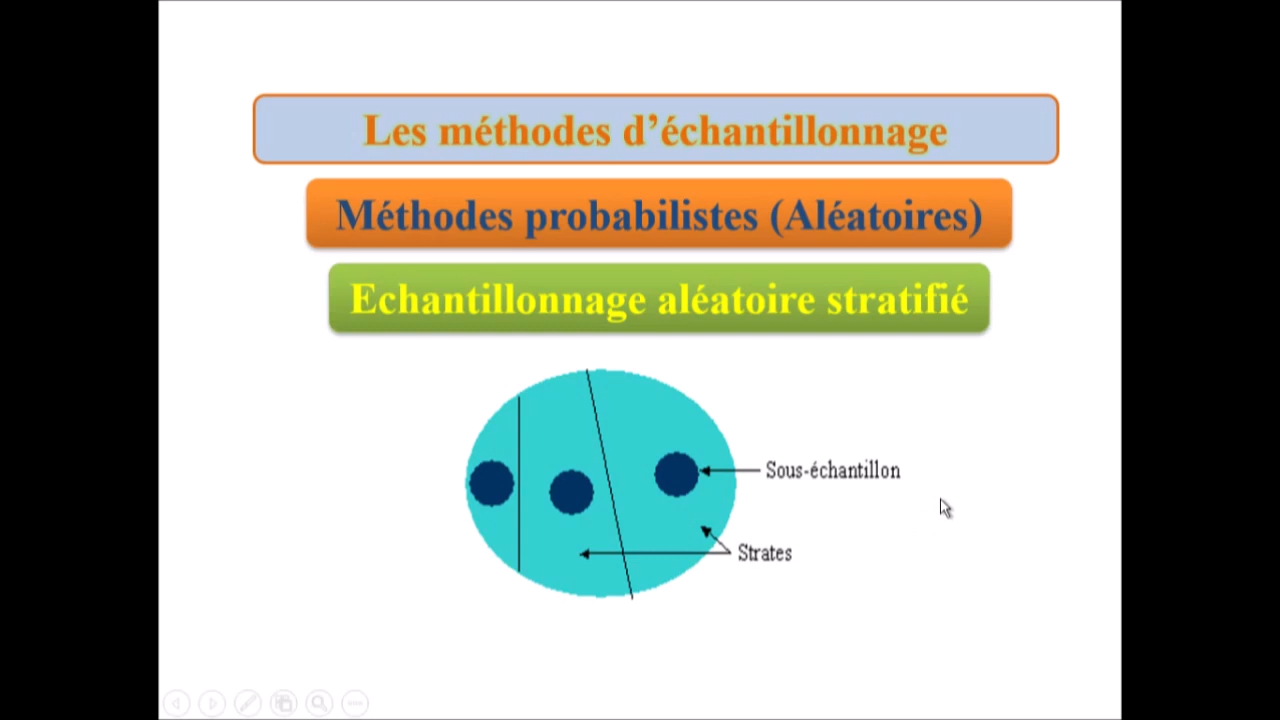 Les méthodes d’échantillonnage
Méthodes probabilistes (Aléatoires)
Echantillonnage aléatoire stratifié
Sous-échantillon
Strates